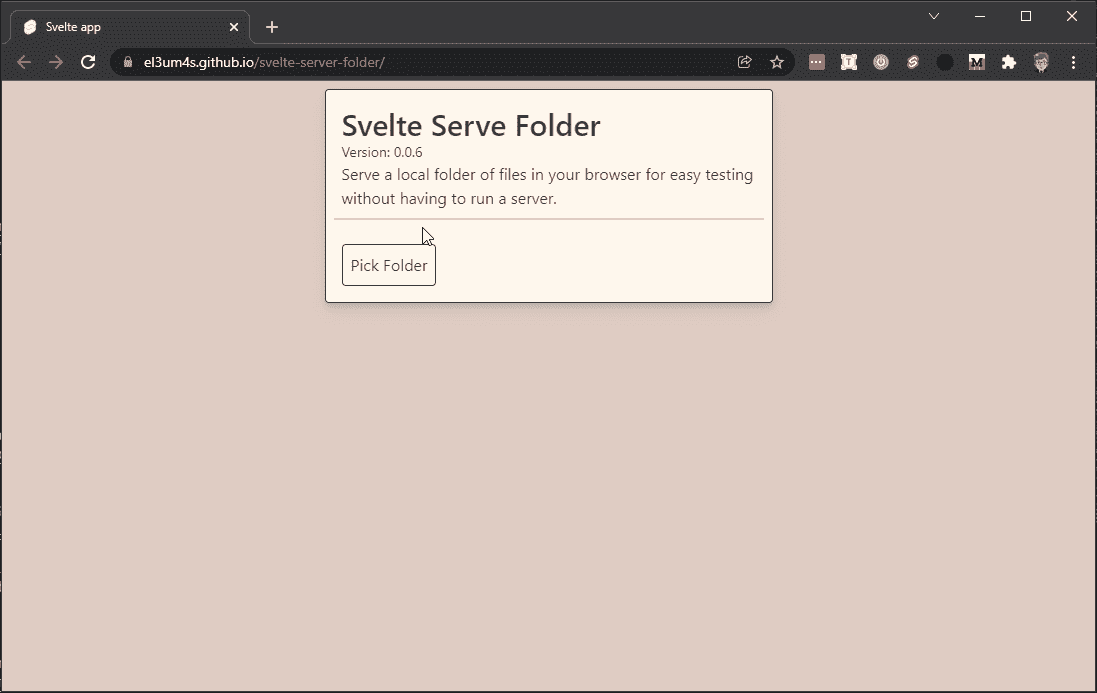 Svelte app
el3um4s.github.io/svelte-server-folder/
Svelte Serve Folder
Version: 0.0.6
Serve a local folder of files in your browser for easy testing
without having to run a server.
Pick Folder